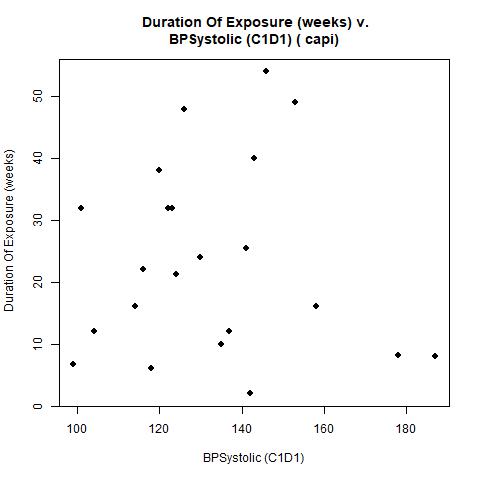 Duration Of Exposure (weeks) v.
BPSystolic (C1D1) ( capi)
Duration Of Exposure (weeks)
50
40
30
20
10
0
100 120 140 160 180
BPSystolic (C1D1)